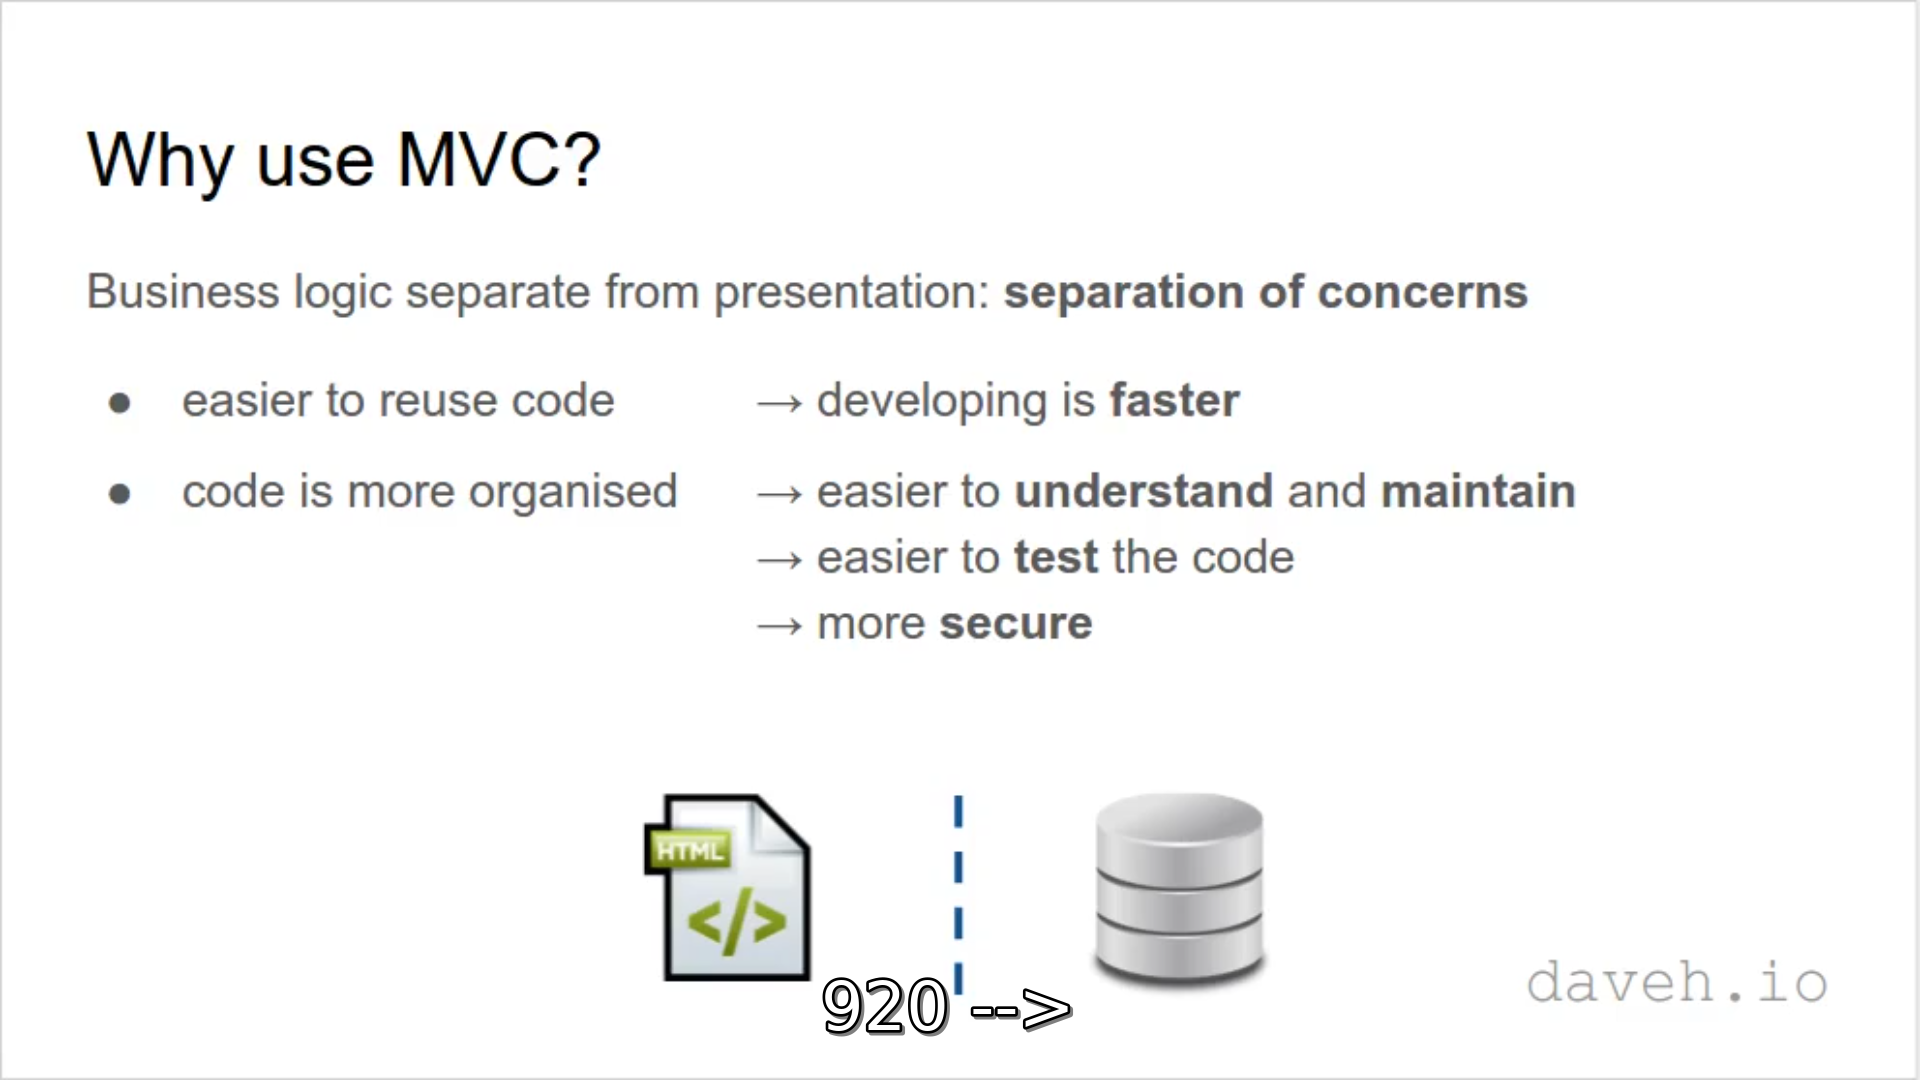 Why use MVC?
Business logic separate from presentation: separation of concerns
● easier to reuse code → developing is faster
● code is more organised → easier to understand and maintain
→ easier to test the code
→ more secure
HTML
</>
daveh.io
920 -->